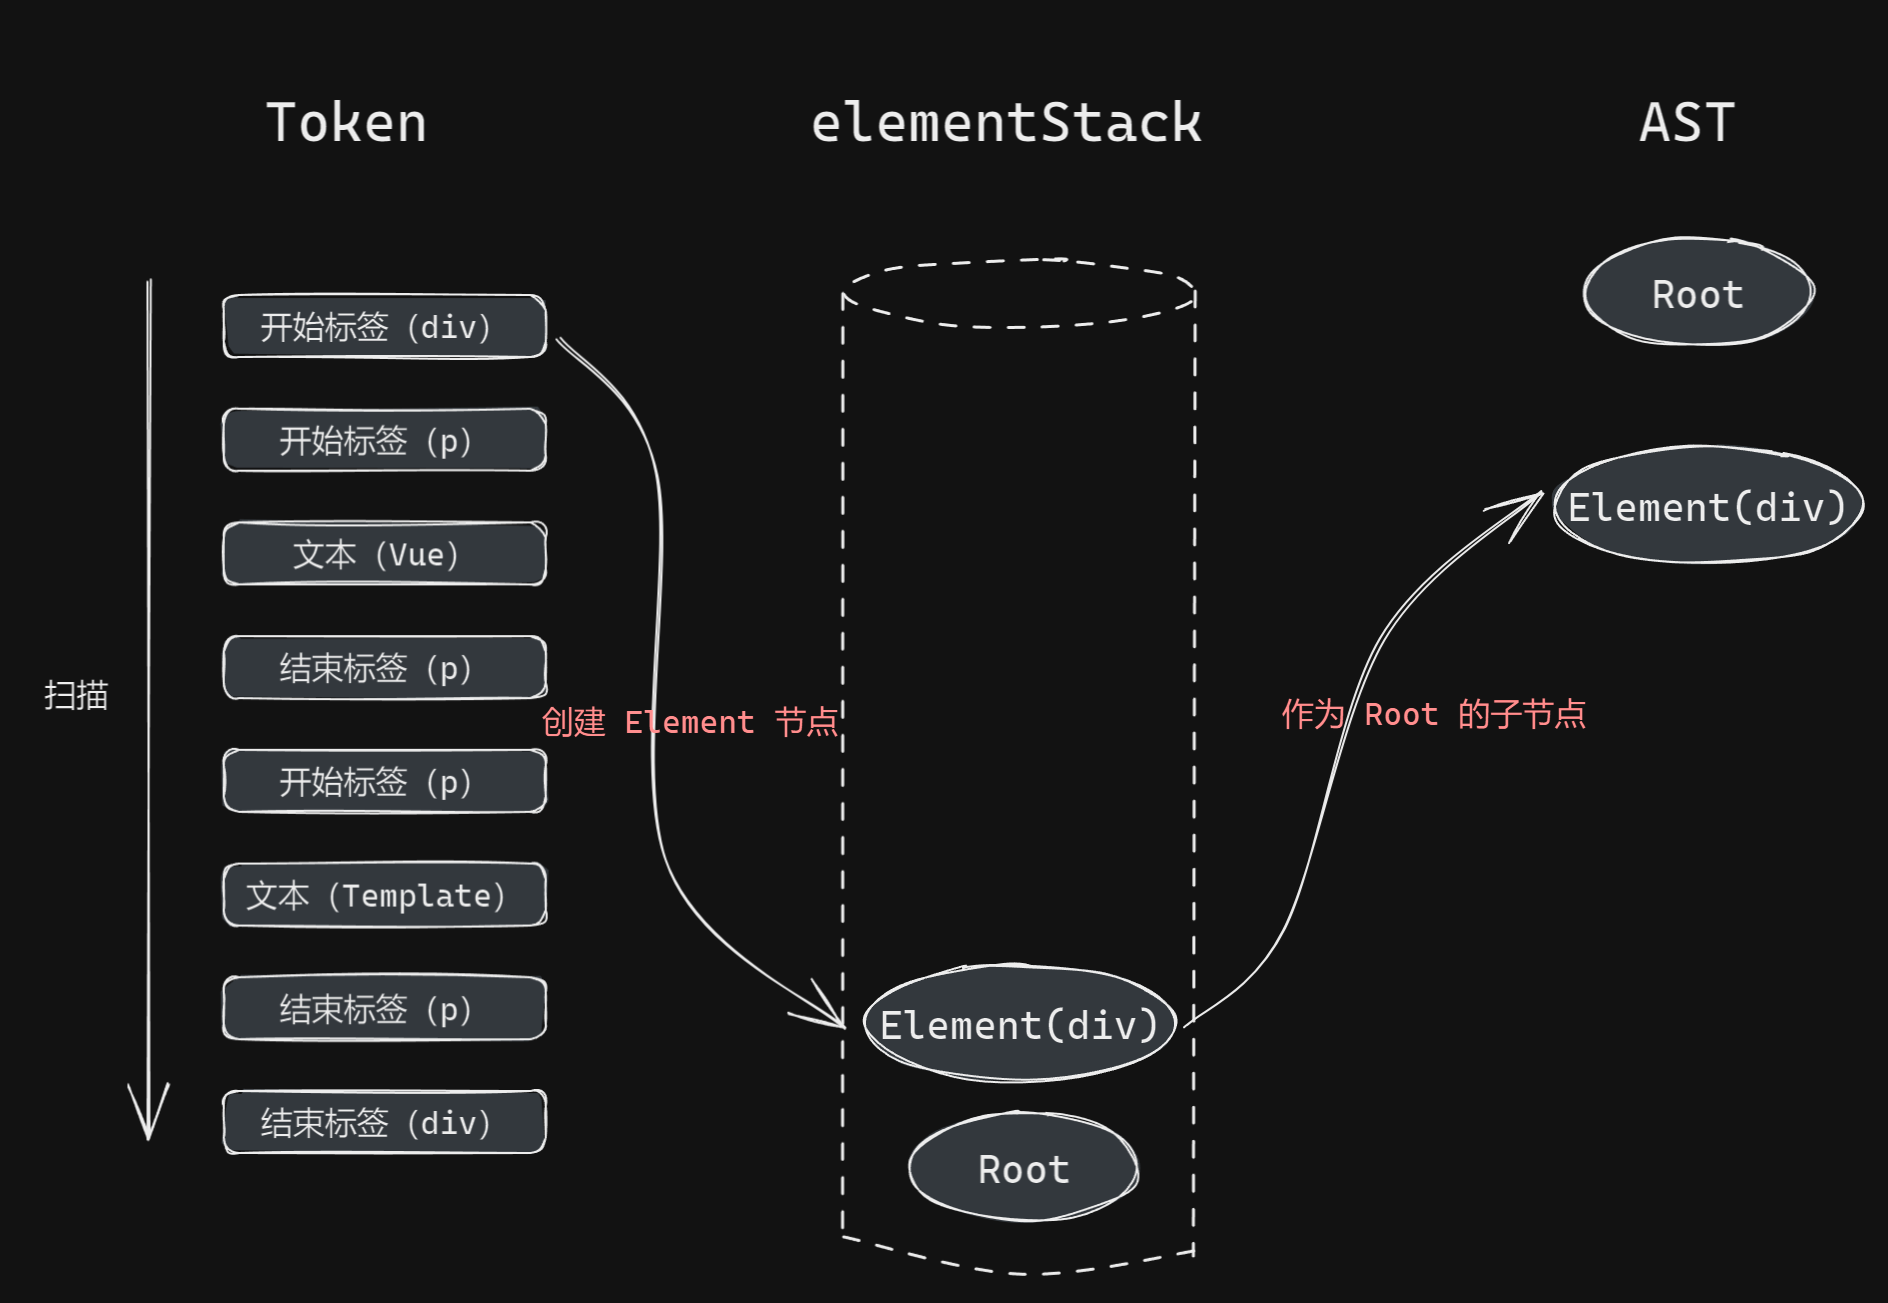 Token
elementStack
AST
扫描
开始标签（div）
开始标签（p）
文本（Vue）
结束标签（p）
开始标签（p）
文本（Template）
结束标签（p）
结束标签（div）
创建 Element 节点
Element(div)
Root
作为 Root 的子节点
Root
Element(div)